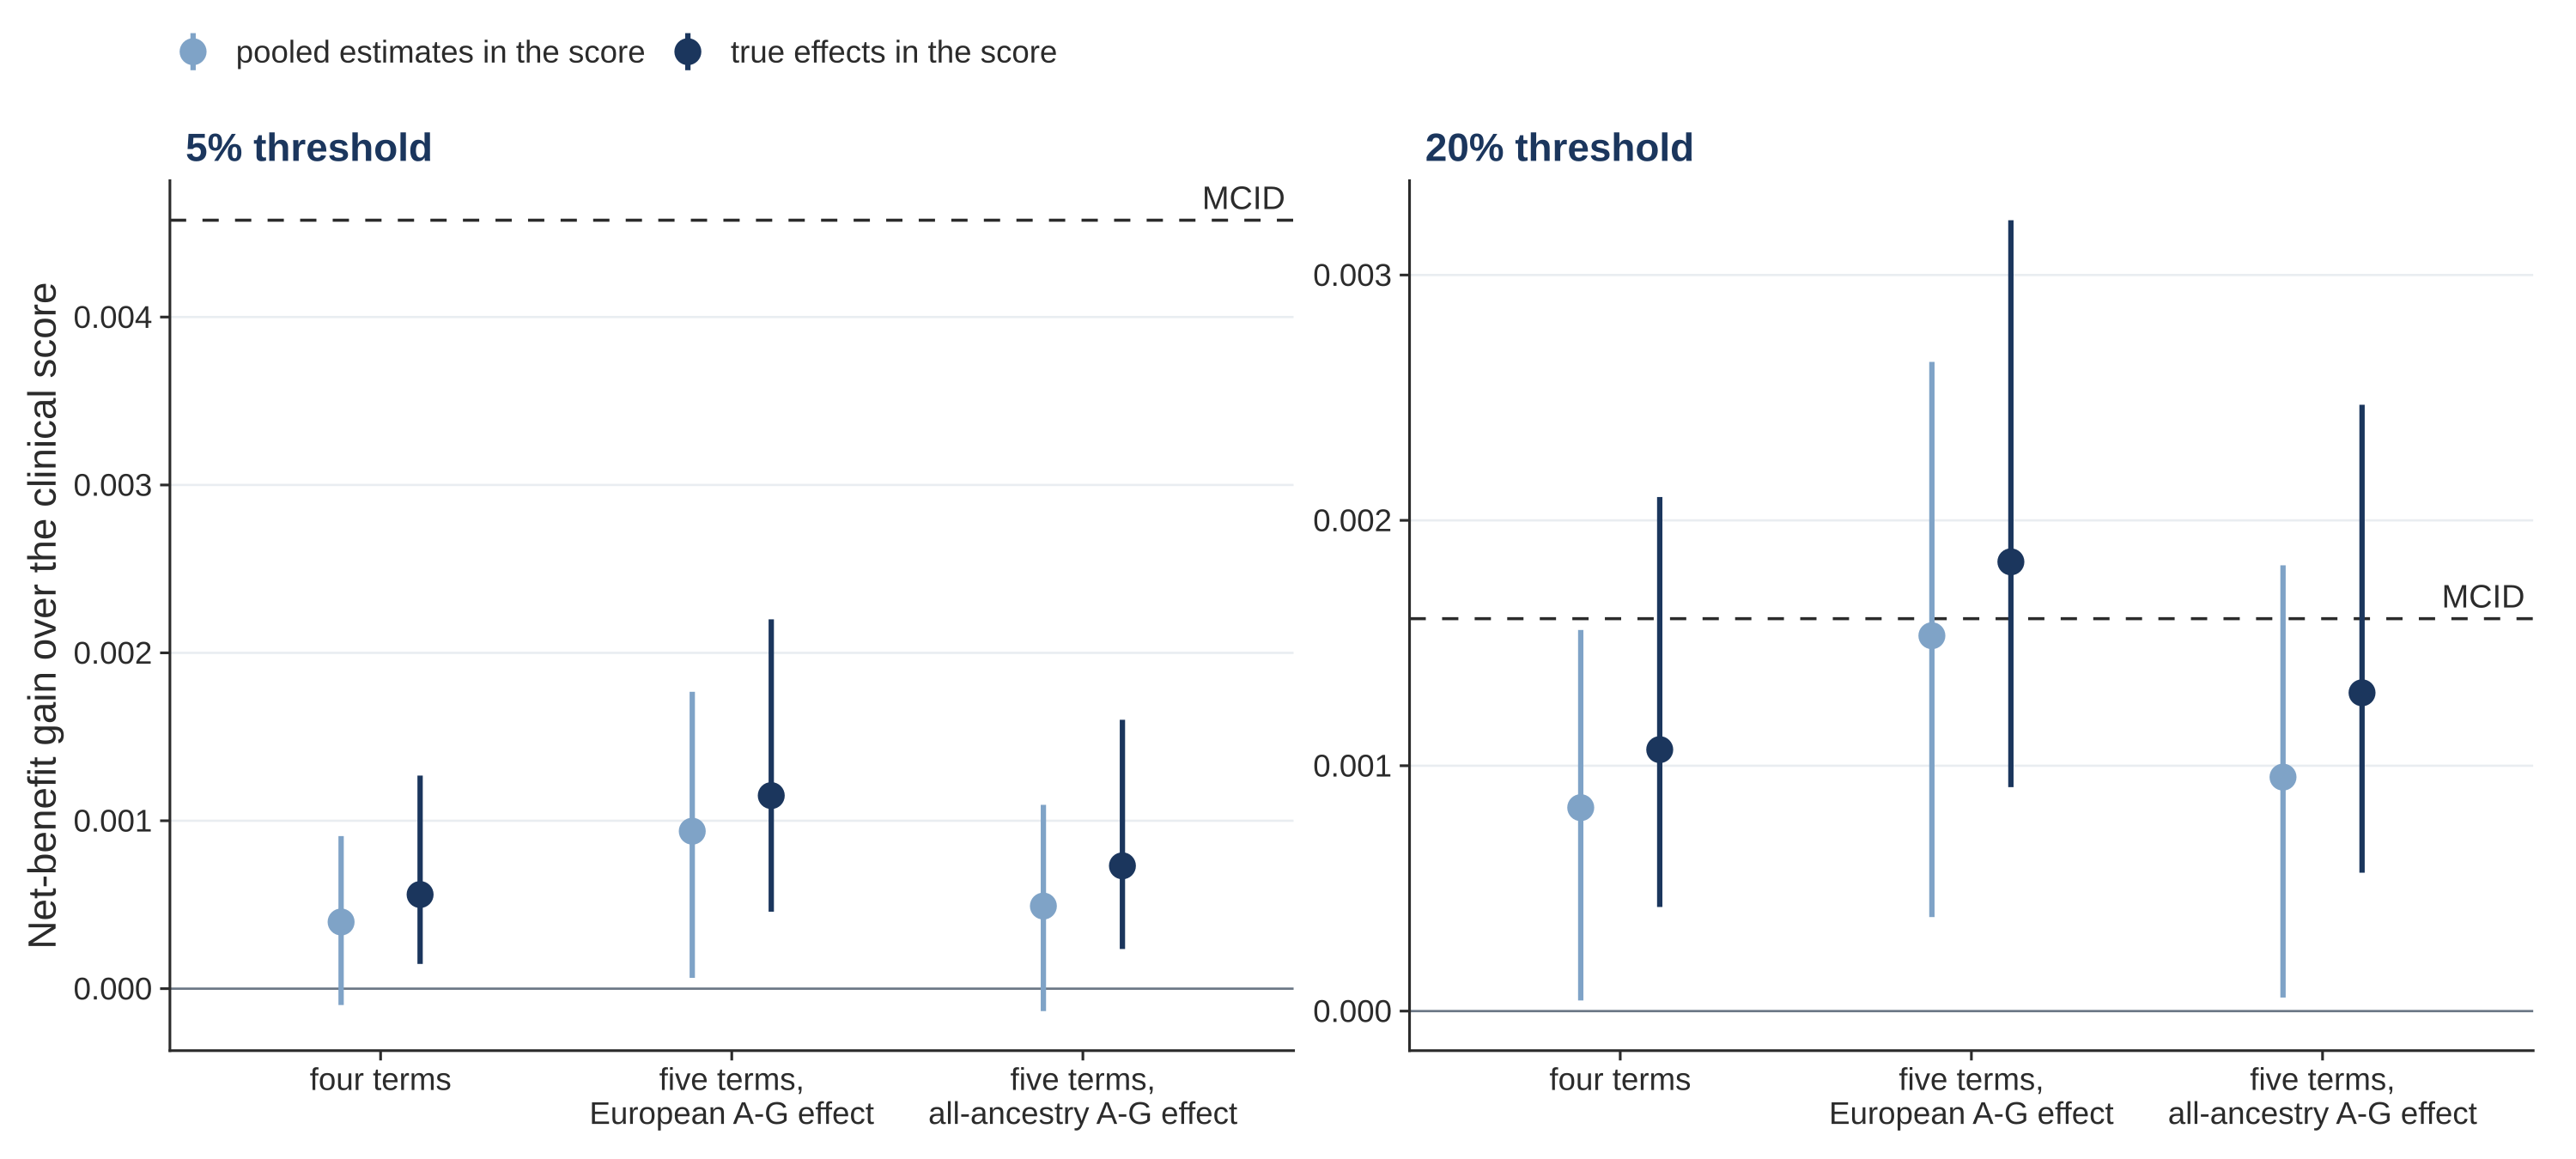 pooled estimates in the score
true effects in the score
5% threshold
20% threshold
Net-benefit gain over the clinical score
MCID
0.004
0.003
0.002
0.001
0.000
four terms
five terms,
European A-G effect
five terms,
all-ancestry A-G effect
0.003
0.002
MCID
0.001
0.000
four terms
five terms,
European A-G effect
five terms,
all-ancestry A-G effect